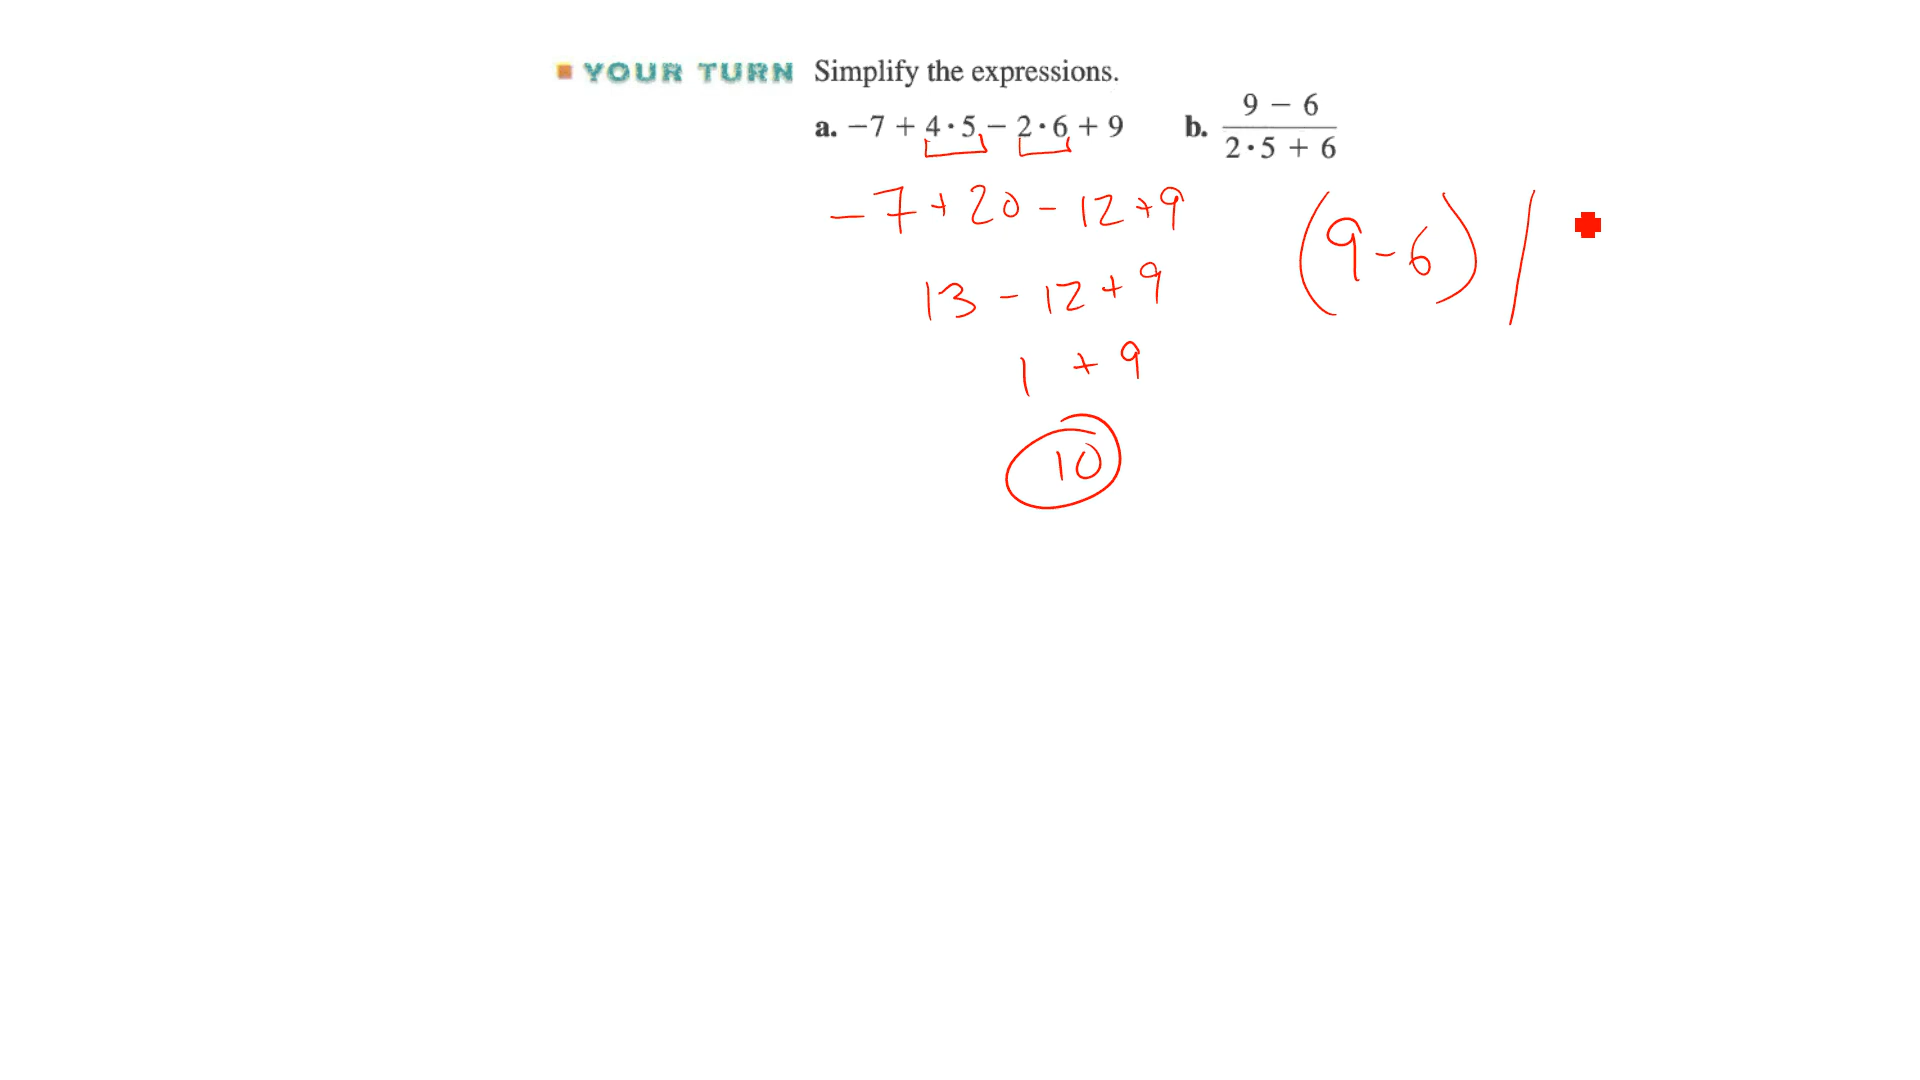 YOUR TURN Simplify the expressions.
a. −7 + 4 · 5 − 2 · 6 + 9 b. 9 − 6
2 · 5 + 6
-7+20-12+9
(9-6)/
13-12+9
1+9
10